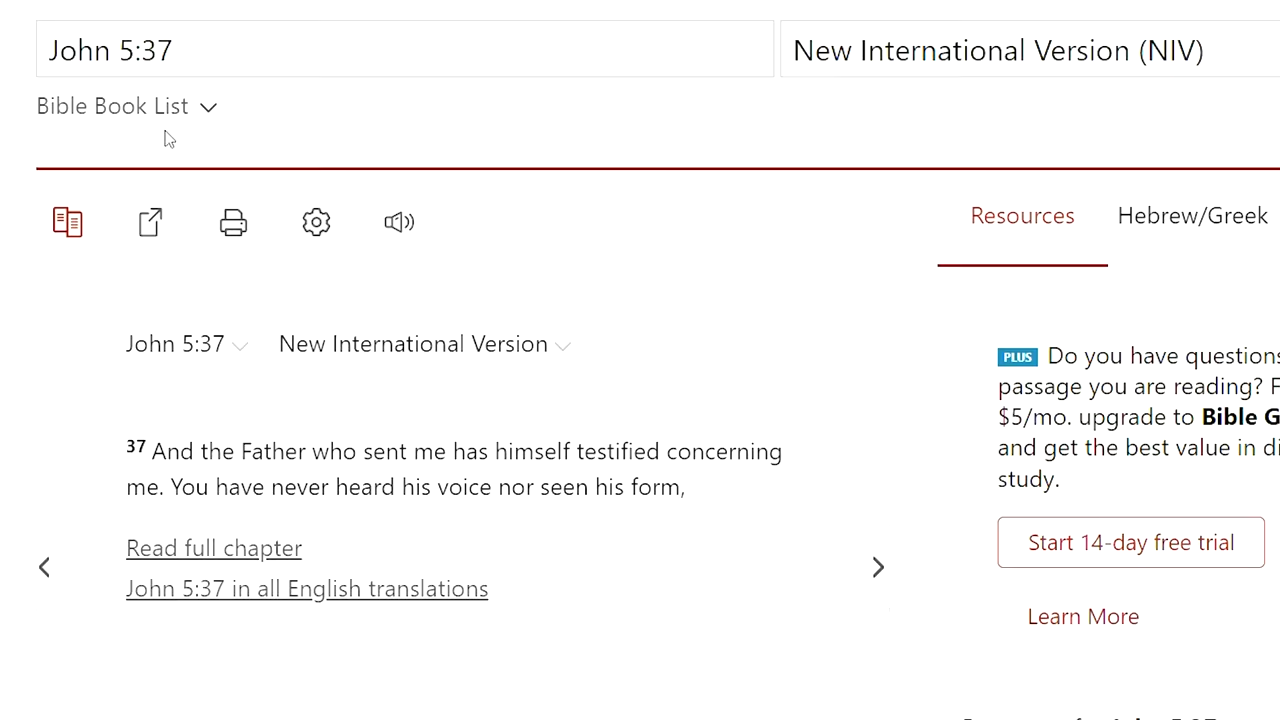 John 5:37
New International Version (NIV)
Bible Book List
Resources
Hebrew/Greek
John 5:37
New International Version
37 And the Father who sent me has himself testified concerning
me. You have never heard his voice nor seen his form,
Read full chapter
John 5:37 in all English translations
PLUS Do you have questions
passage you are reading?
$5/mo. upgrade to Bible G
and get the best value in di
study.
Start 14-day free trial
Learn More